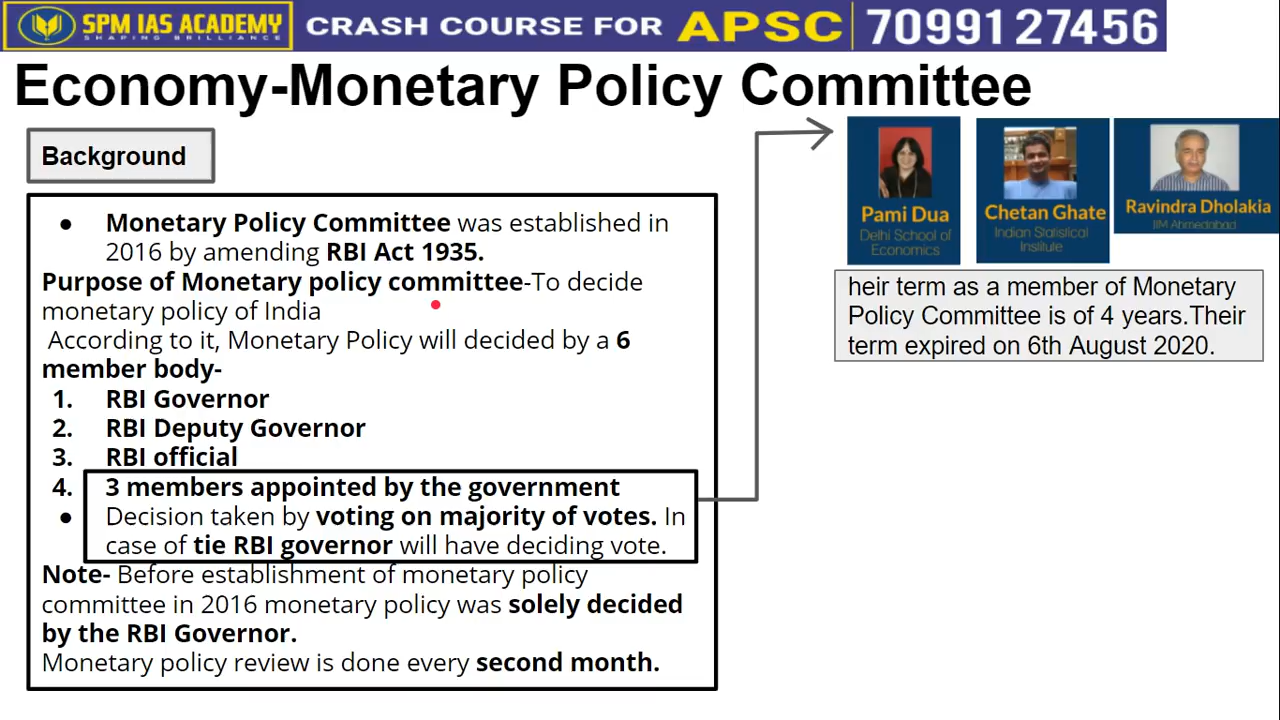 SPM IAS ACADEMY
SHAPING BRILLIANCE
CRASH COURSE FOR APSC 70991 27456
Economy-Monetary Policy Committee
Background
● Monetary Policy Committee was established in
2016 by amending RBI Act 1935.
Purpose of Monetary policy committee-To decide
monetary policy of India
According to it, Monetary Policy will decided by a 6
member body-
1. RBI Governor
2. RBI Deputy Governor
3. RBI official
4. 3 members appointed by the government
● Decision taken by voting on majority of votes. In
case of tie RBI governor will have deciding vote.
Note- Before establishment of monetary policy
committee in 2016 monetary policy was solely decided
by the RBI Governor.
Monetary policy review is done every second month.
Pami Dua
Delhi School of
Economics
Chetan Ghate
Indian Statistical
Institute
Ravindra Dholakia
IIM Ahmedabad
heir term as a member of Monetary
Policy Committee is of 4 years.Their
term expired on 6th August 2020.